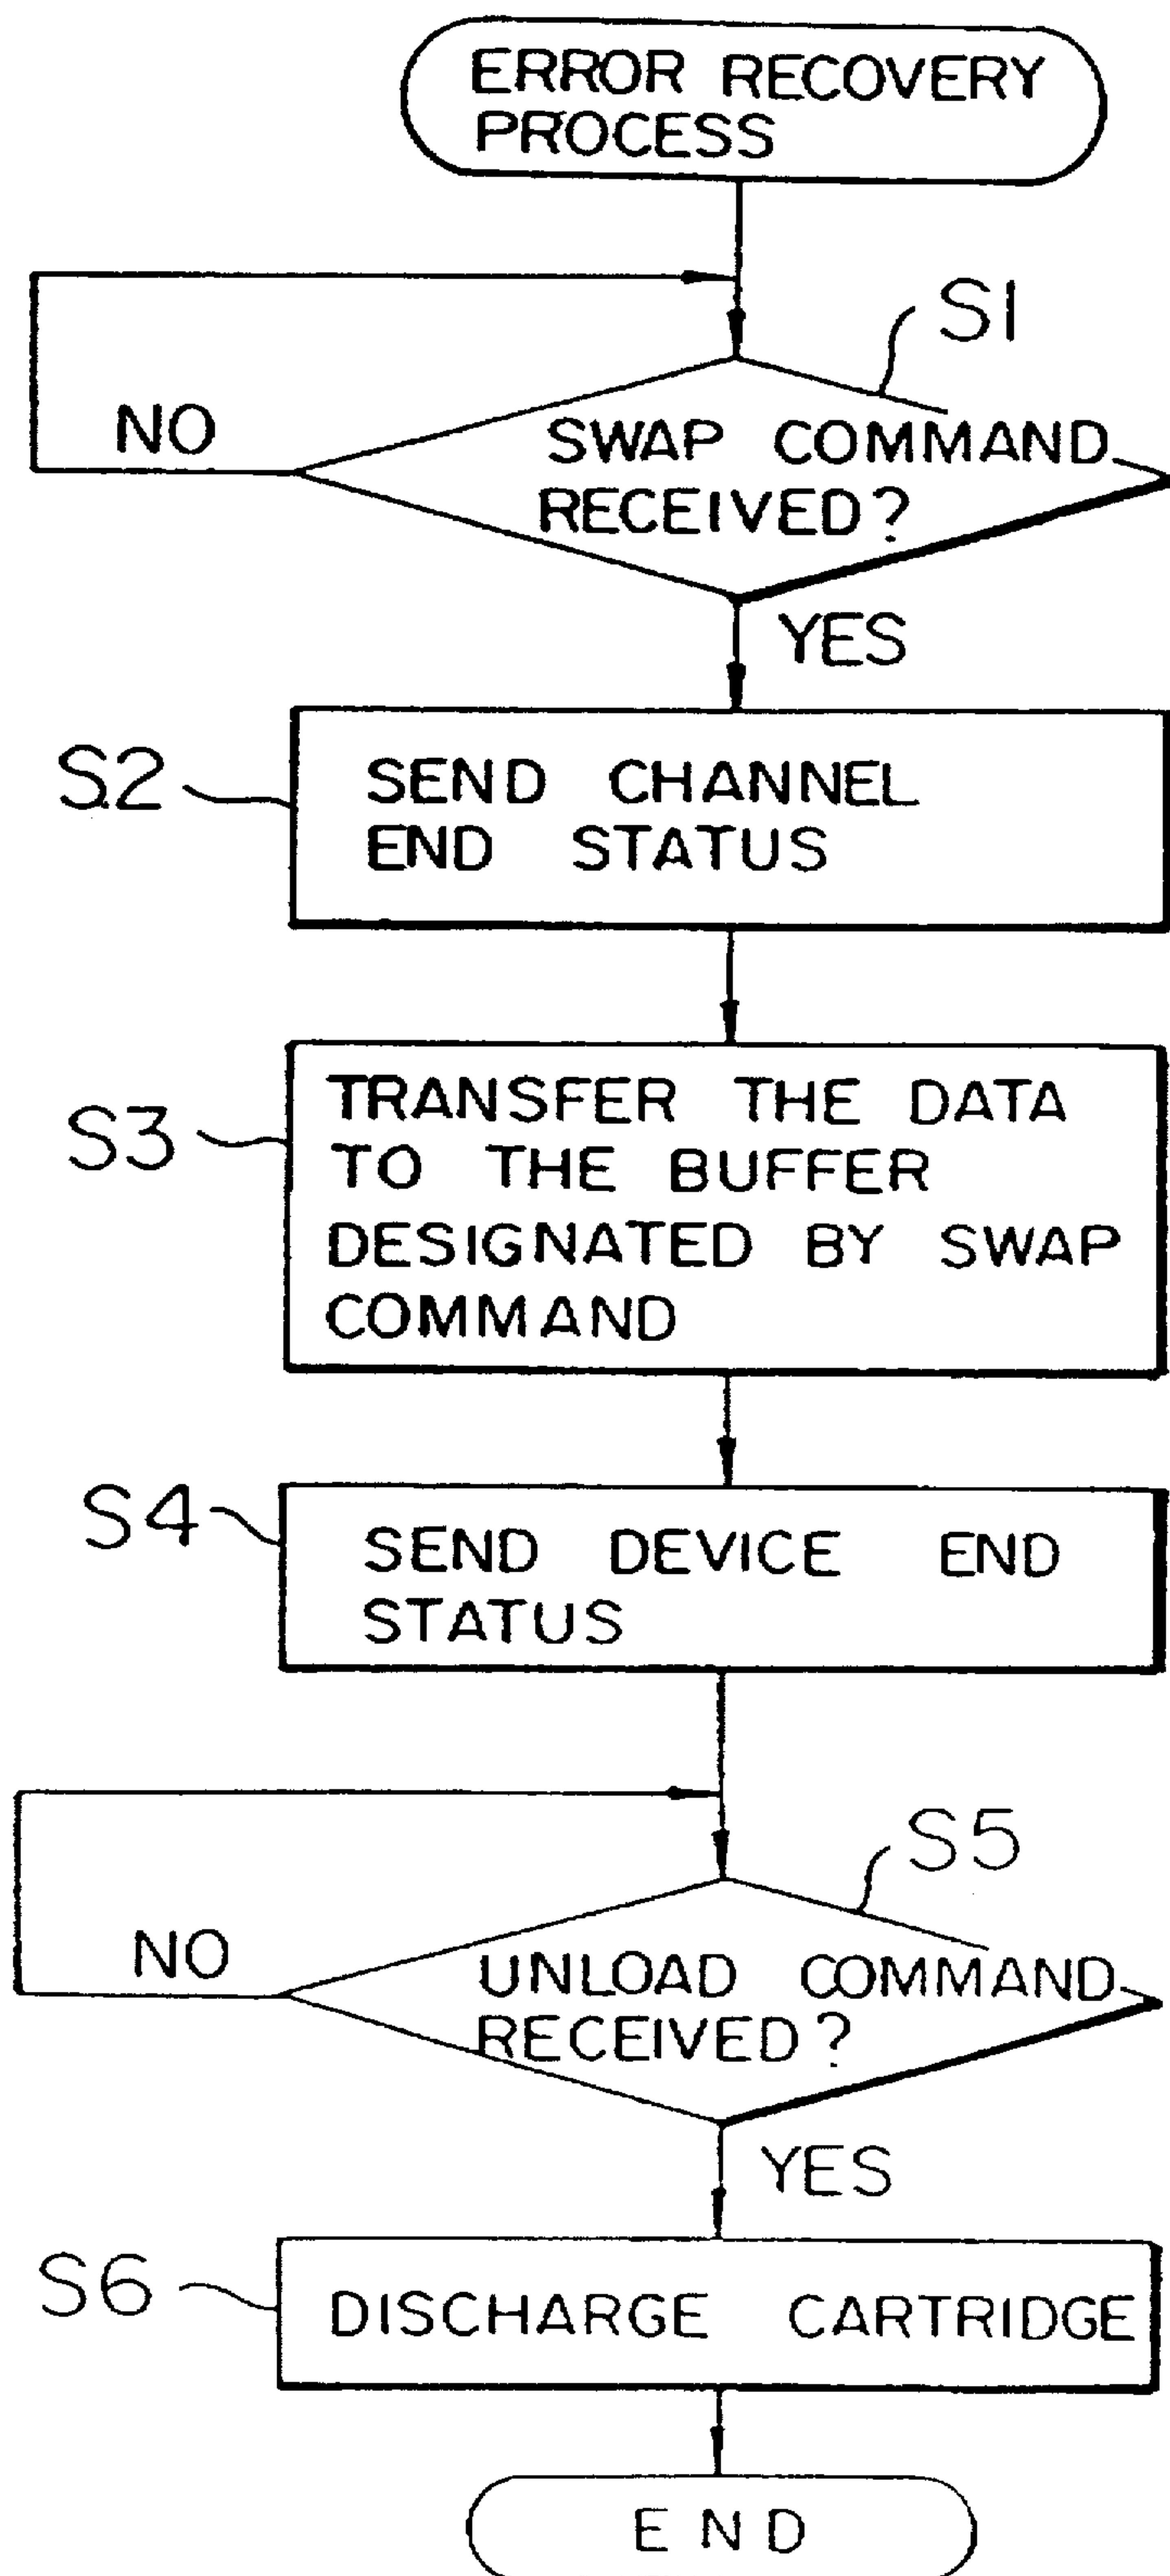 ERROR RECOVERY
PROCESS
S1
NO
SWAP COMMAND
RECEIVED?
YES
S2
SEND CHANNEL
END STATUS
S3
TRANSFER THE DATA
TO THE BUFFER
DESIGNATED BY SWAP
COMMAND
S4
SEND DEVICE END
STATUS
S5
NO
UNLOAD COMMAND
RECEIVED?
YES
S6
DISCHARGE CARTRIDGE
END